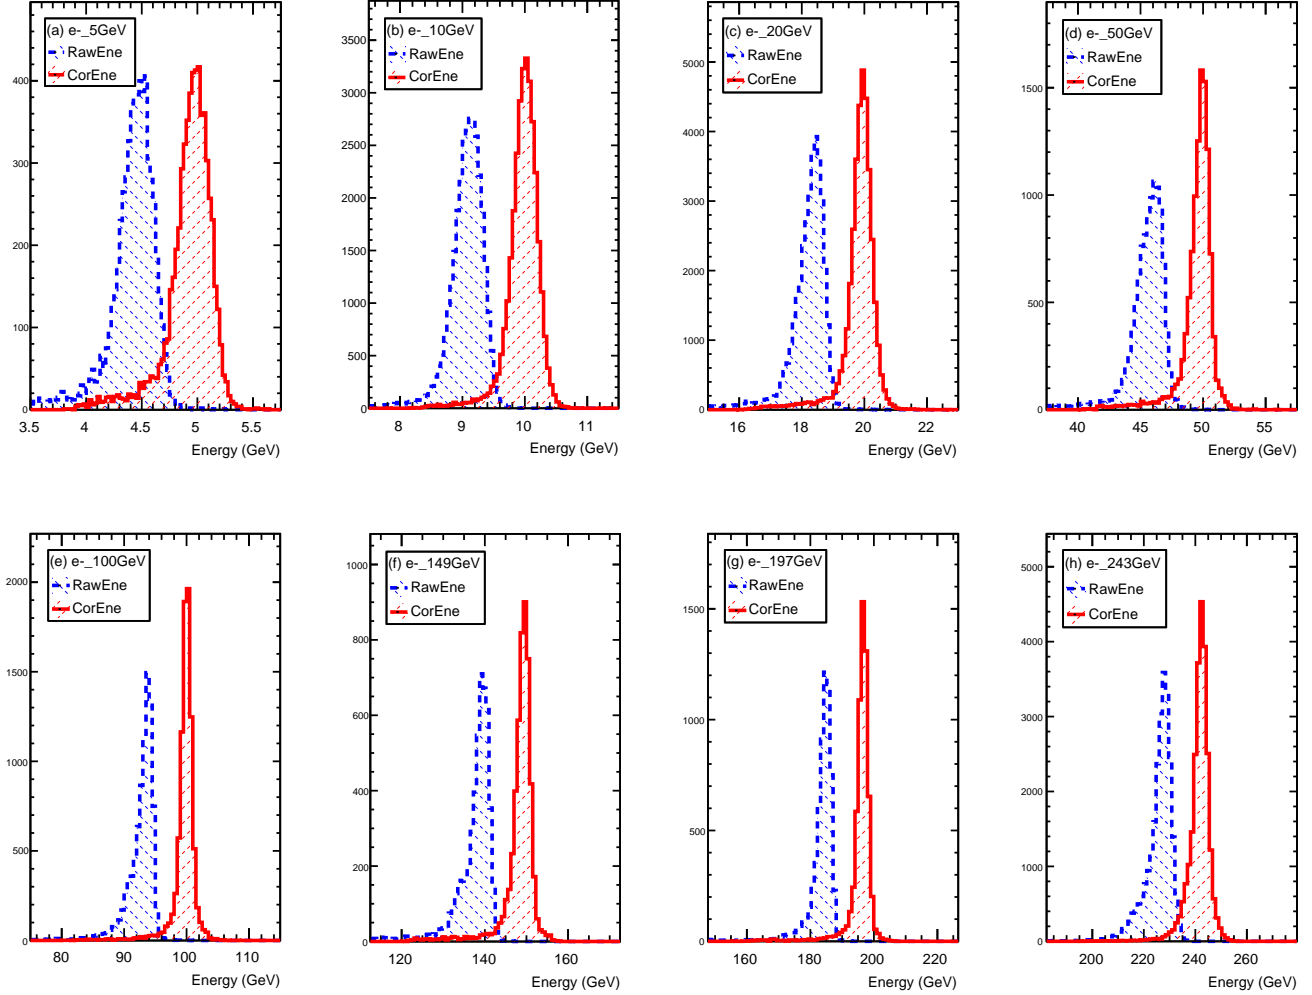 (a) e-_5GeV
RawEne
CorEne
400
300
200
100
0
3.5 4 4.5 5 5.5
Energy (GeV)
(b) e-_10GeV
RawEne
CorEne
3500
3000
2500
2000
1500
1000
500
0
8 9 10 11
Energy (GeV)
(c) e-_20GeV
RawEne
CorEne
5000
4000
3000
2000
1000
0
16 18 20 22
Energy (GeV)
(d) e-_50GeV
RawEne
CorEne
1500
1000
500
0
40 45 50 55
Energy (GeV)
(e) e-_100GeV
RawEne
CorEne
2000
1500
1000
500
0
80 90 100 110
Energy (GeV)
(f) e-_149GeV
RawEne
CorEne
1000
800
600
400
200
0
120 140 160
Energy (GeV)
(g) e-_197GeV
RawEne
CorEne
1500
1000
500
0
160 180 200 220
Energy (GeV)
(h) e-_243GeV
RawEne
CorEne
5000
4000
3000
2000
1000
0
200 220 240 260
Energy (GeV)